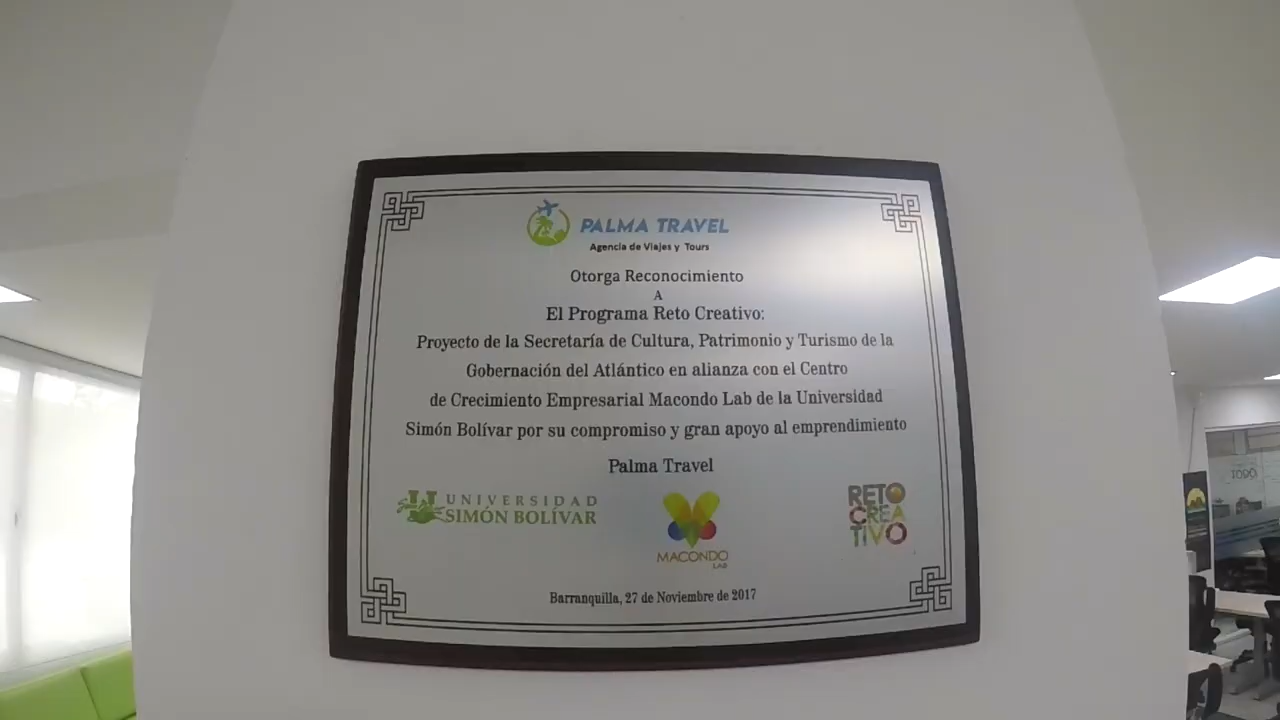 PALMA TRAVEL
Agencia de Viajes y Tours
Otorga Reconocimiento
A
El Programa Reto Creativo:
Proyecto de la Secretaría de Cultura, Patrimonio y Turismo de la
Gobernación del Atlántico en alianza con el Centro
de Crecimiento Empresarial Macondo Lab de la Universidad
Simón Bolívar por su compromiso y gran apoyo al emprendimiento
Palma Travel
UNIVERSIDAD
SIMÓN BOLÍVAR
MACONDO
LAB
RETO
CREA
TIVO
Barranquilla, 27 de Noviembre de 2017
TODO